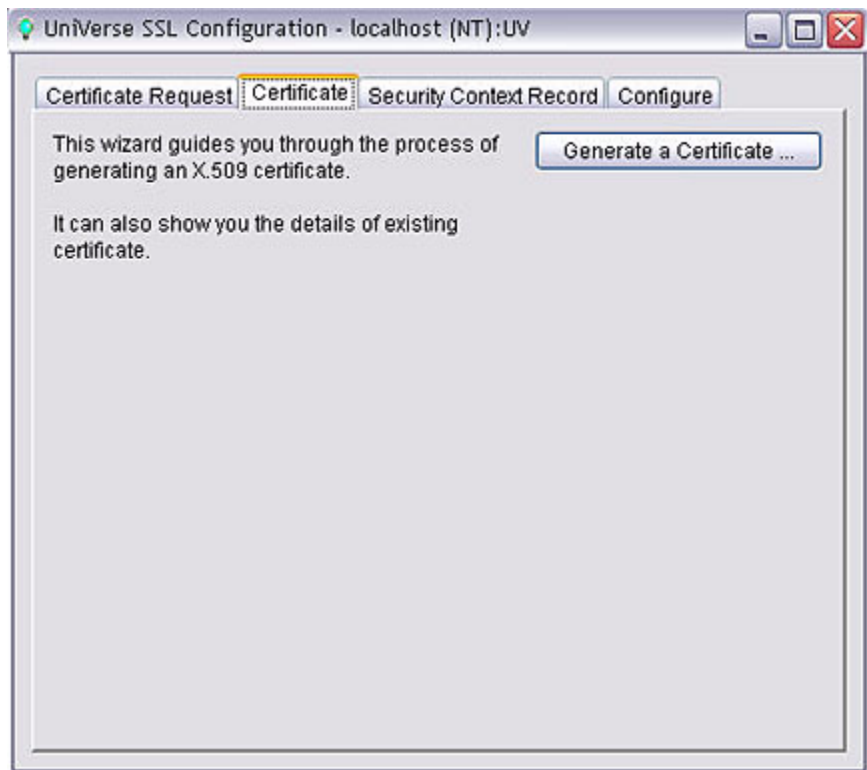 UniVerse SSL Configuration - localhost (NT):UV
Certificate Request Certificate Security Context Record Configure
This wizard guides you through the process of
generating an X.509 certificate.
Generate a Certificate ...
It can also show you the details of existing
certificate.